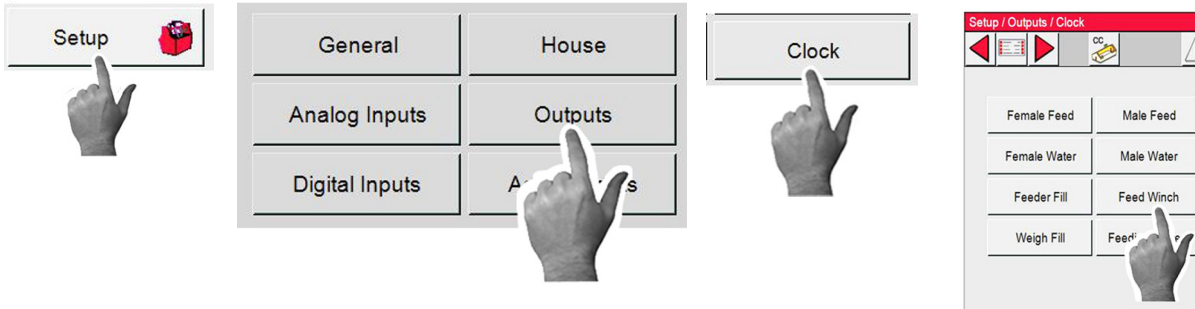 Setup
General
House
Analog Inputs
Outputs
Digital Inputs
Clock
Setup / Outputs / Clock
CC
Female Feed
Male Feed
Female Water
Male Water
Feeder Fill
Feed Winch
Weigh Fill